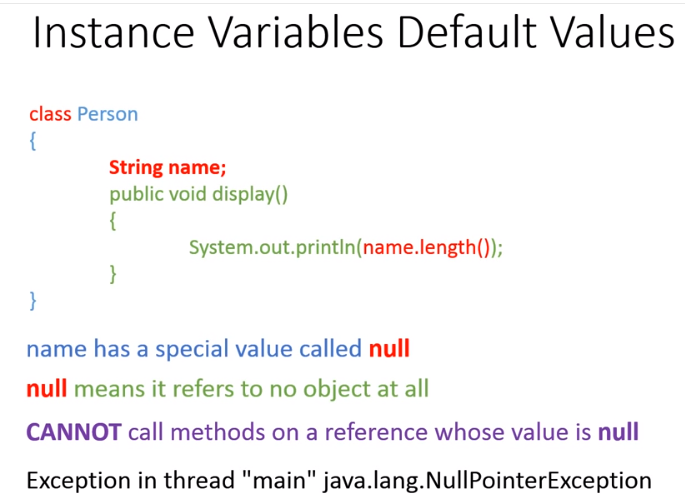 Instance Variables Default Values
class Person
{
String name;
public void display()
{
System.out.println(name.length());
}
}
name has a special value called null
null means it refers to no object at all
CANNOT call methods on a reference whose value is null
Exception in thread "main" java.lang.NullPointerException